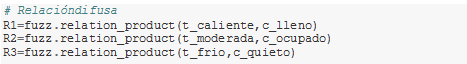 # Relacióndifusa
R1=fuzz.relation_product(t_caliente,c_lleno)
R2=fuzz.relation_product(t_moderada,c_ocupado)
R3=fuzz.relation_product(t_frio,c_quieto)